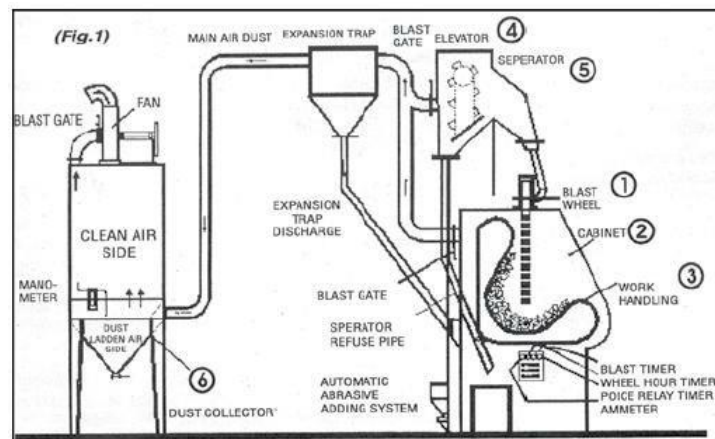 (Fig.1)
MAIN AIR DUST
EXPANSION TRAP
BLAST
GATE
ELEVATOR
4
SEPERATOR
5
BLAST GATE
FAN
EXPANSION
TRAP
DISCHARGE
BLAST
WHEEL
1
CLEAN AIR
SIDE
CABINET
2
MANO-
METER
WORK
HANDLING
3
BLAST GATE
SPERATOR
REFUSE PIPE
DUST
LADDEN AIR
SIDE
6
BLAST TIMER
WHEEL HOUR TIMER
POICE RELAY TIMER
AMMETER
AUTOMATIC
ABRASIVE
ADDING SYSTEM
DUST COLLECTOR'